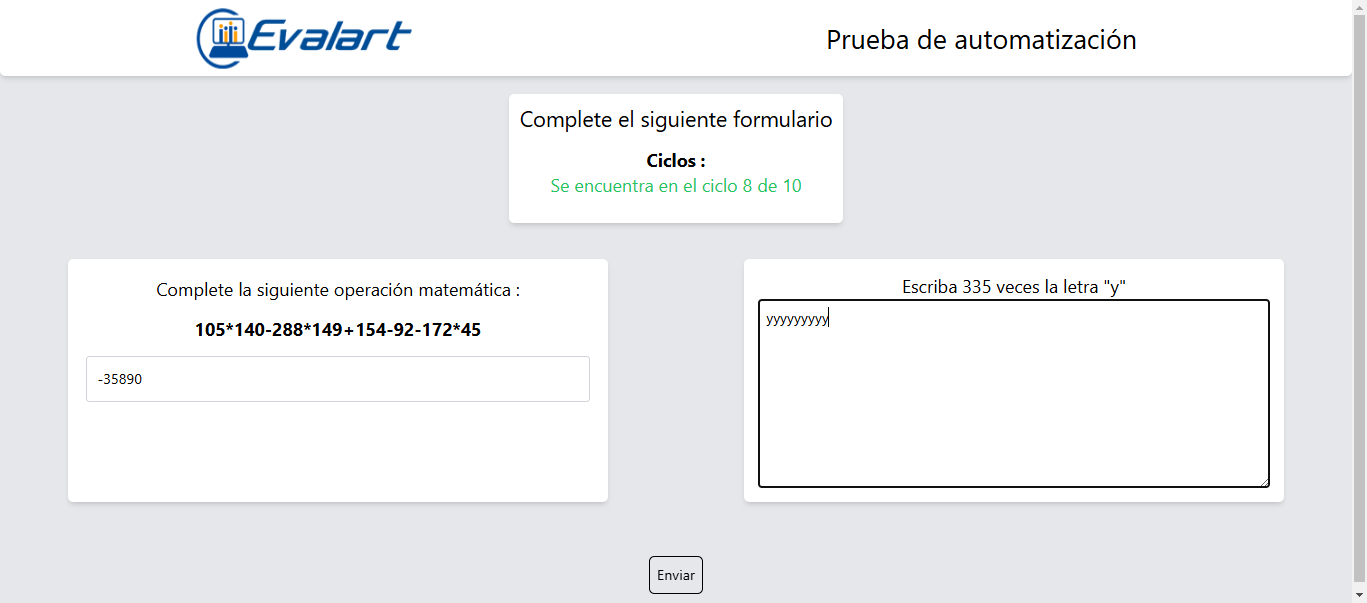 Evalart
Prueba de automatización
Complete el siguiente formulario
Ciclos :
Se encuentra en el ciclo 8 de 10
Complete la siguiente operación matemática :
105*140-288*149+154-92-172*45
-35890
Escriba 335 veces la letra "y"
yyyyyyyyy
Enviar